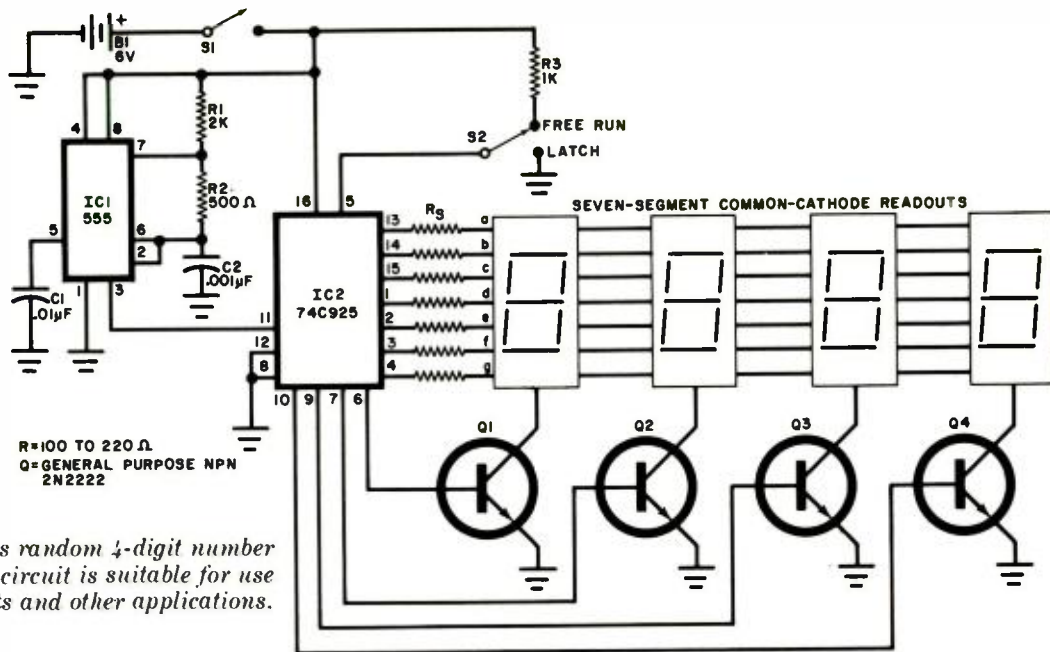 +
B1
6V
S1
R3
1K
FREE RUN
S2
LATCH
4
8
R1
2K
7
R2
500 Ω
IC1
555
5
6
2
C2
.001µF
C1
.01µF
1
3
16
5
SEVEN-SEGMENT COMMON-CATHODE READOUTS
RS
13
a
14
b
15
c
IC2
74C925
1
d
11
2
e
12
3
f
8
4
g
10
9
7
6
R=100 TO 220 Ω
Q=GENERAL PURPOSE NPN
2N2222
Q1
Q2
Q3
Q4
s random 4-digit number
circuit is suitable for use
ts and other applications.